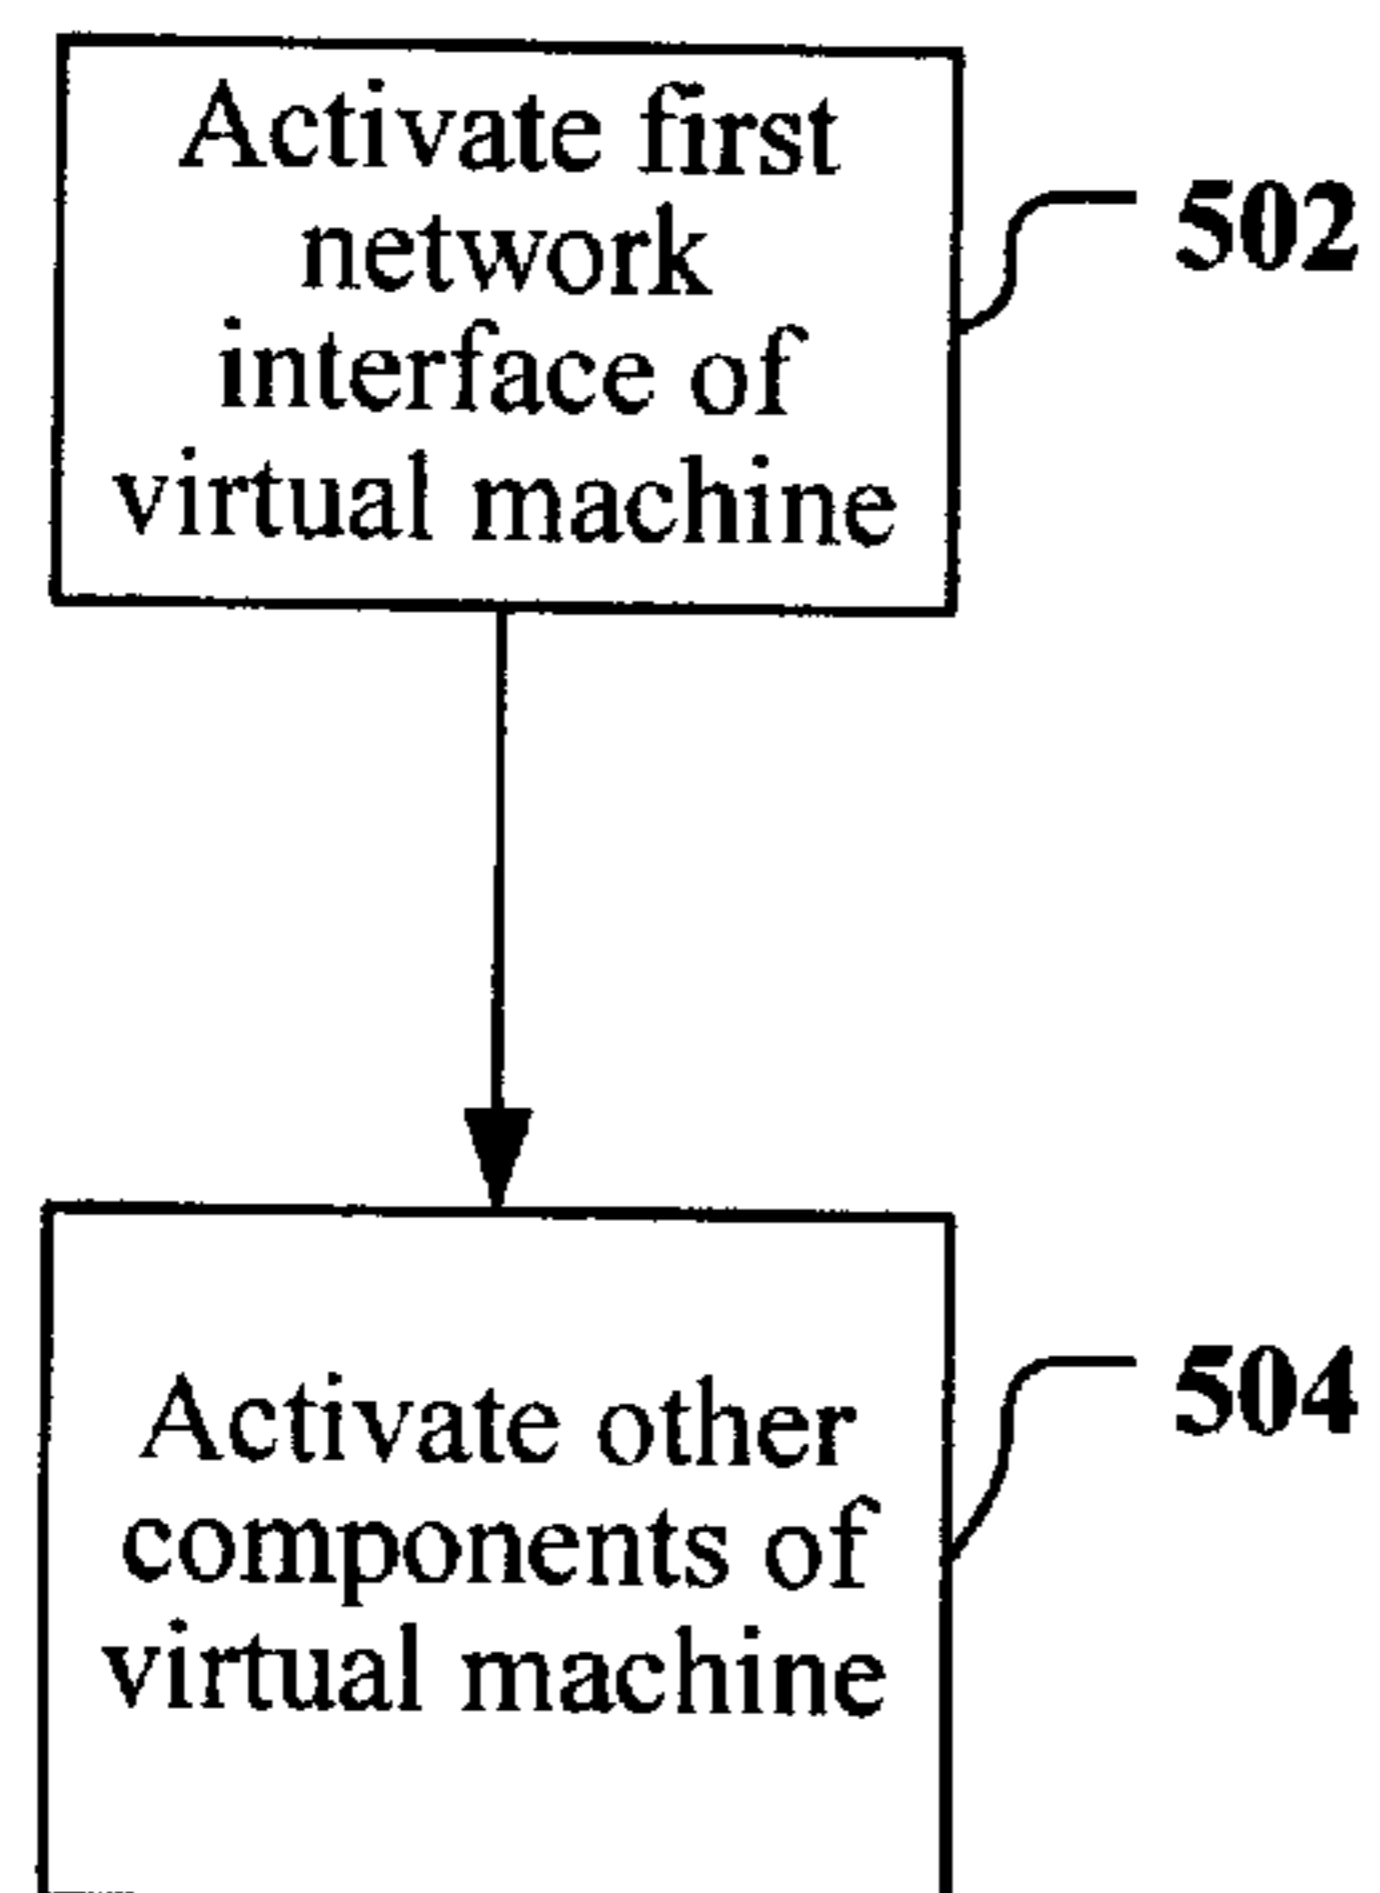 Activate first
network
interface of
virtual machine
502
Activate other
components of
virtual machine
504